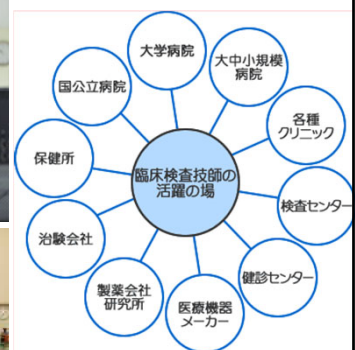 大学病院
大中小規模
病院
各種
クリニック
検査センター
健診センター
医療機器
メーカー
製薬会社
研究所
治験会社
保健所
国公立病院
臨床検査技師の
活躍の場